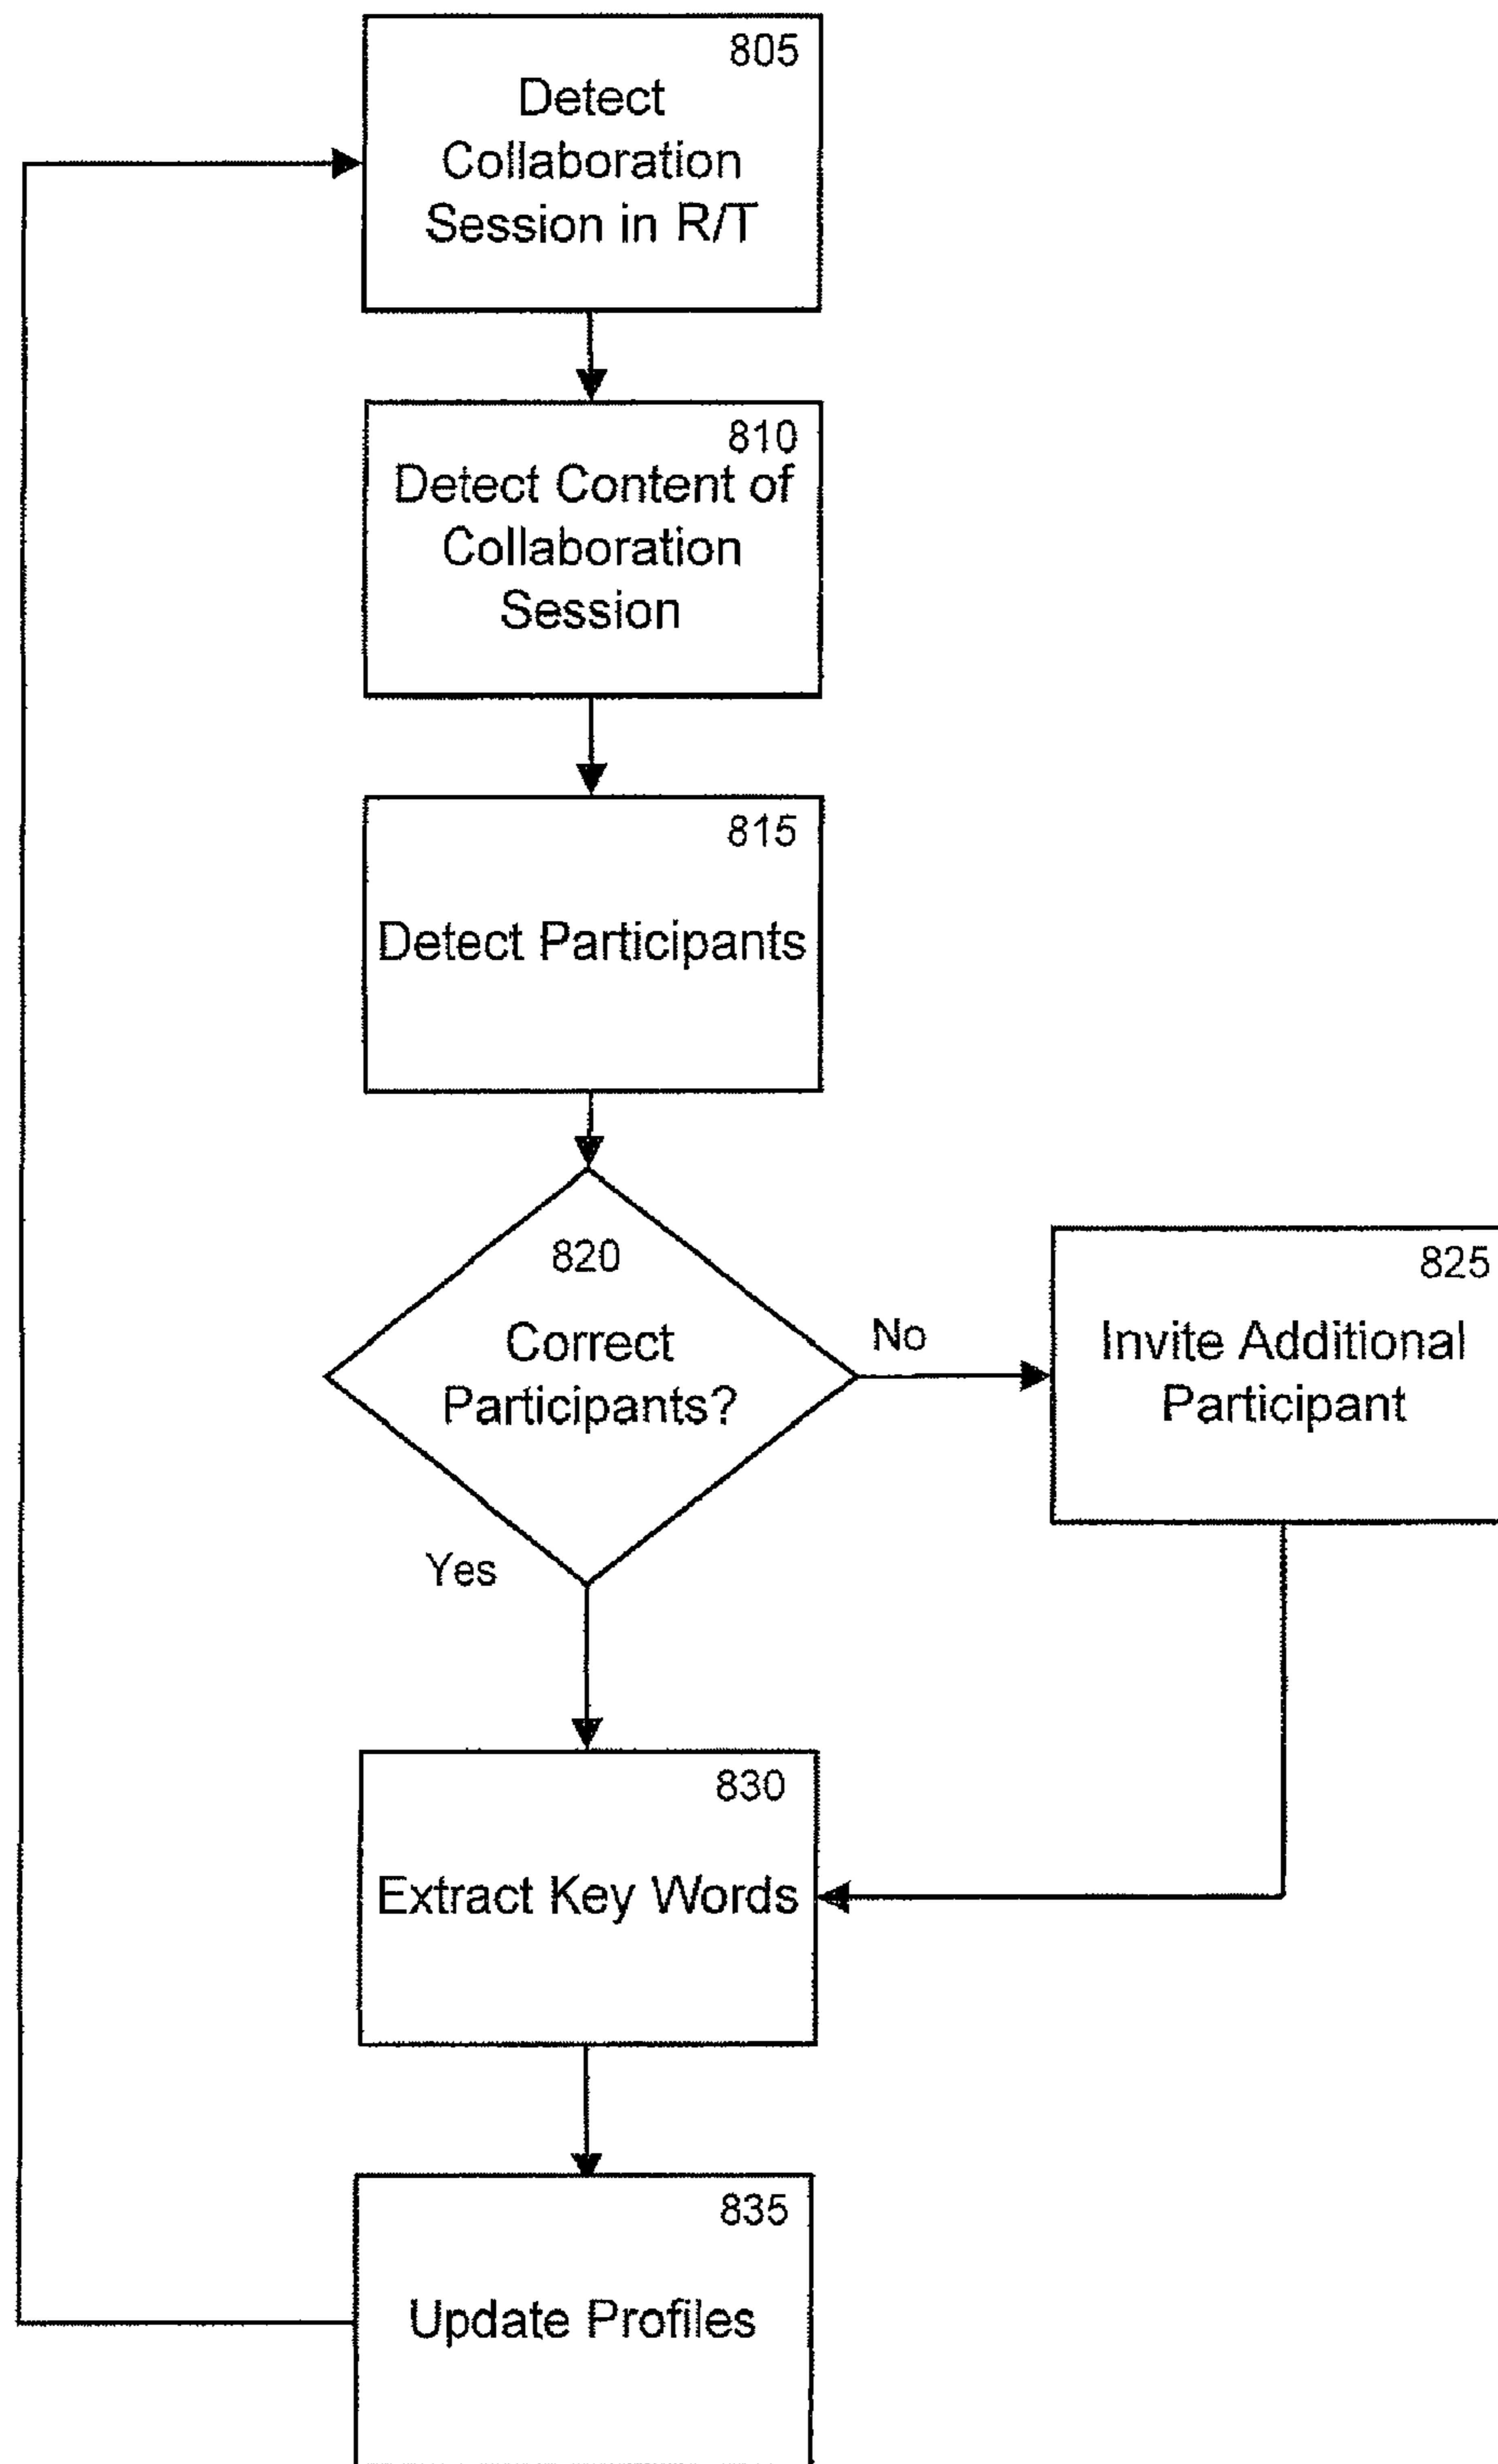 805
Detect
Collaboration
Session in R/T
810
Detect Content of
Collaboration
Session
815
Detect Participants
820
Correct
Participants?
No
825
Invite Additional
Participant
Yes
830
Extract Key Words
835
Update Profiles